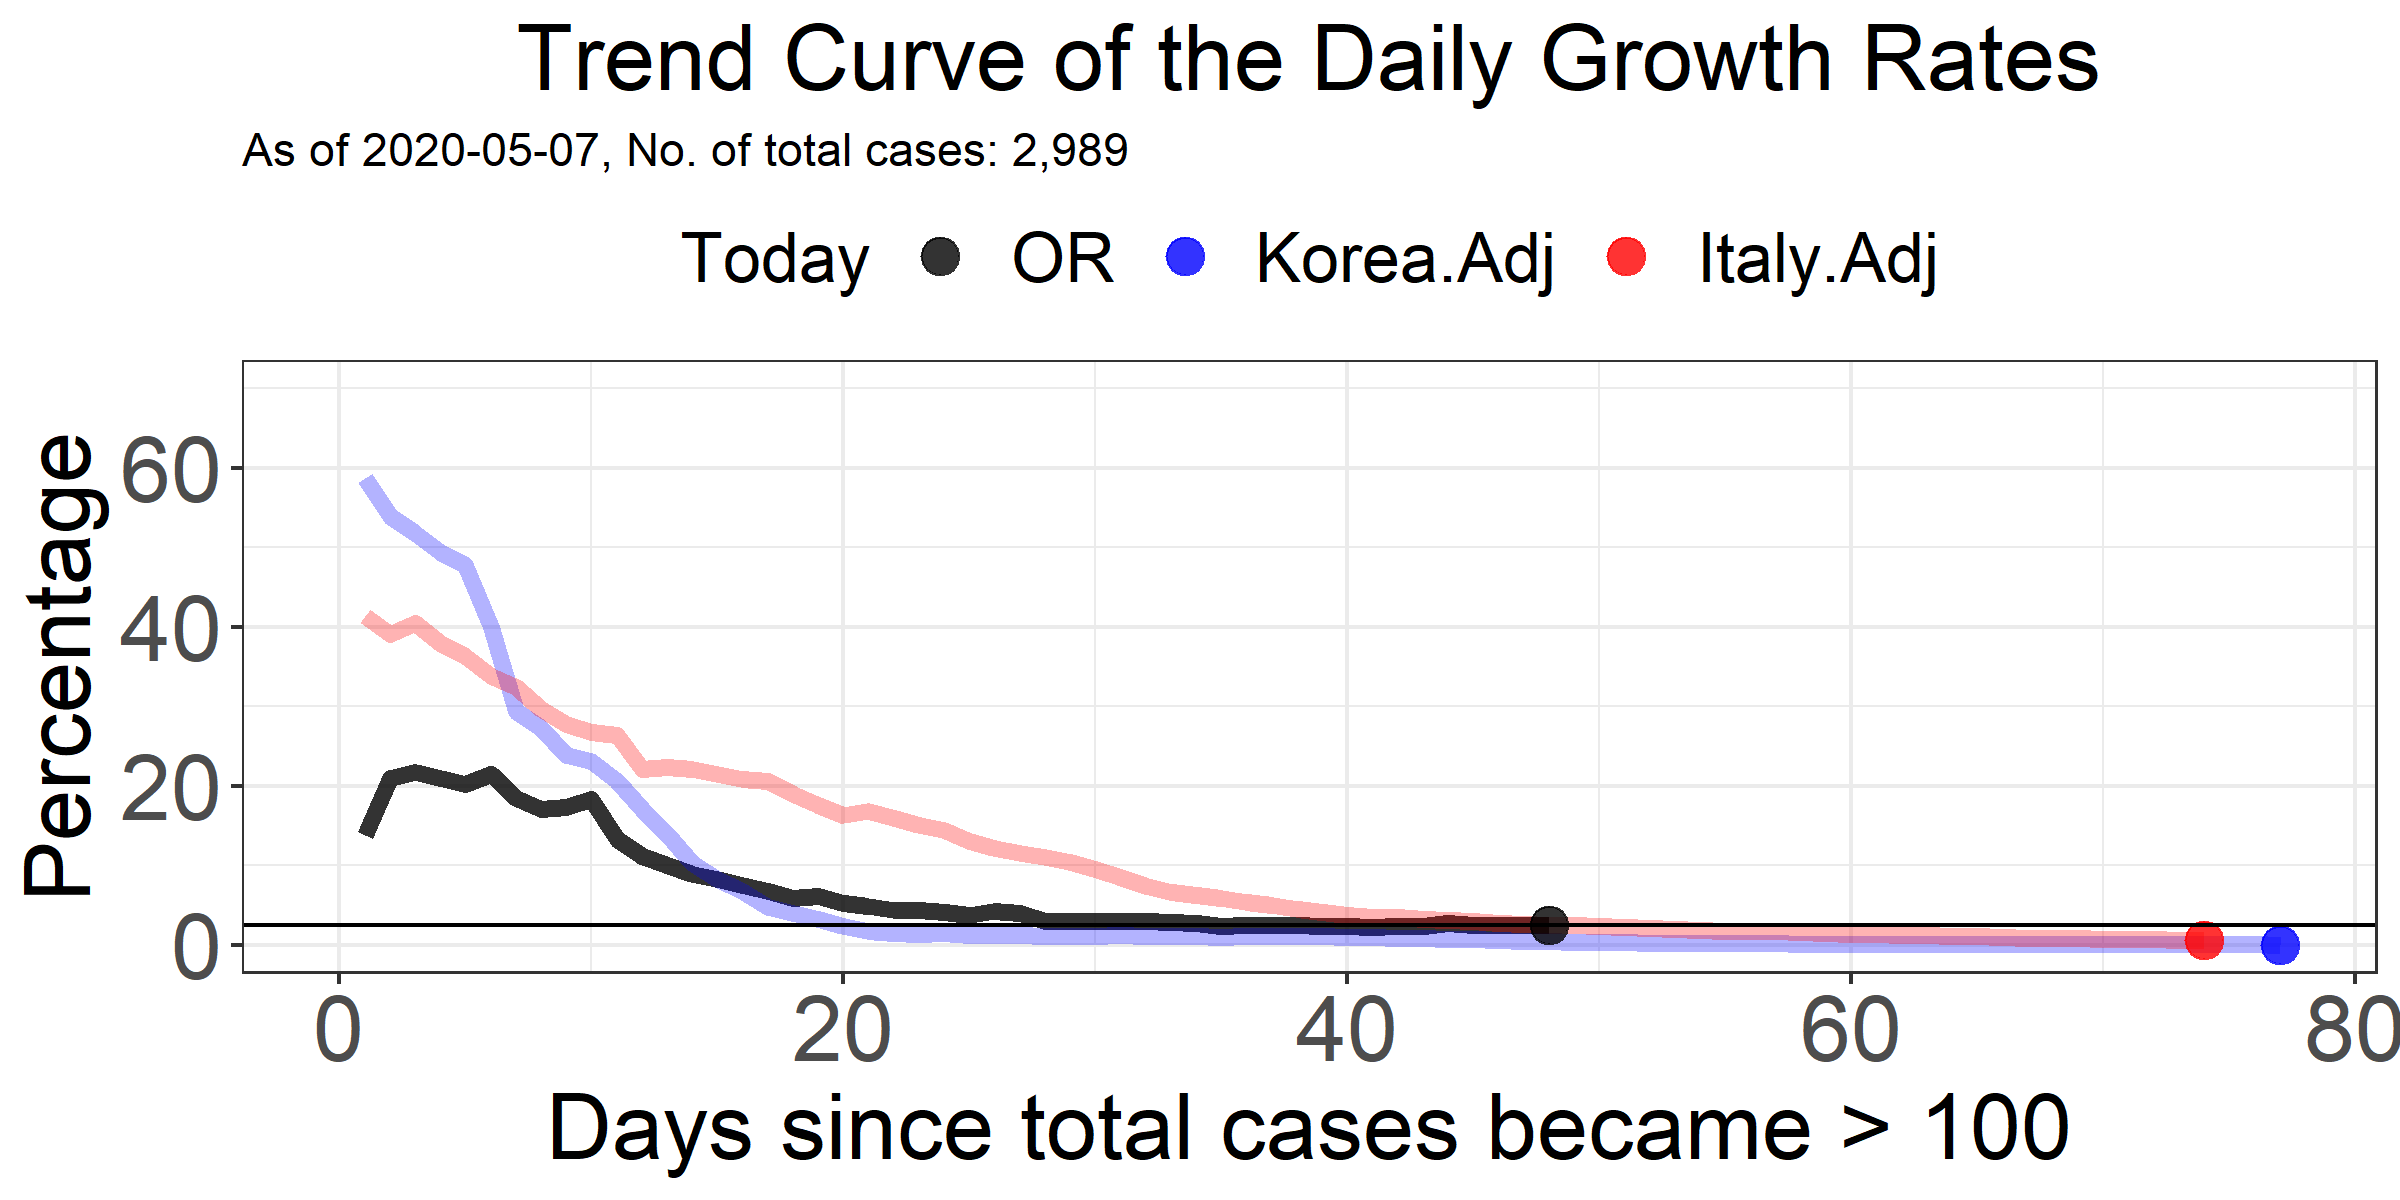 Trend Curve of the Daily Growth Rates
As of 2020-05-07, No. of total cases: 2,989
Today OR Korea.Adj Italy.Adj
Percentage
60
40
20
0
0 20 40 60 80
Days since total cases became > 100